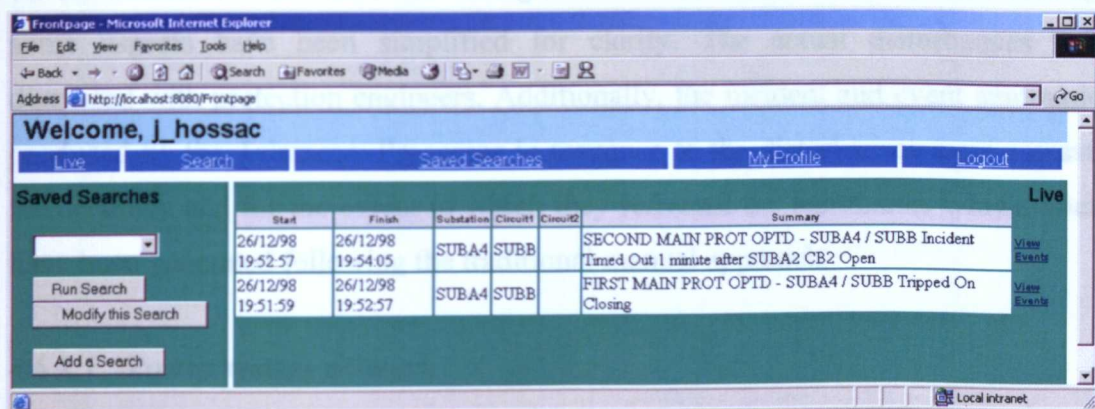 Frontpage - Microsoft Internet Explorer
File Edit View Favorites Tools Help
Back Search Favorites Media
Address http://localhost:8080/Frontpage Go
Welcome, j_hossac
Live Search Saved Searches My Profile Logout
Saved Searches
Run Search
Modify this Search
Add a Search
Live
Start Finish Substation Circuit1 Circuit2 Summary
26/12/98 19:52:57 26/12/98 19:54:05 SUBA4 SUBB SECOND MAIN PROT OPTD - SUBA4 / SUBB Incident Timed Out 1 minute after SUBA2 CB2 Open View Events
26/12/98 19:51:59 26/12/98 19:52:57 SUBA4 SUBB FIRST MAIN PROT OPTD - SUBA4 / SUBB Tripped On Closing View Events
Local intranet